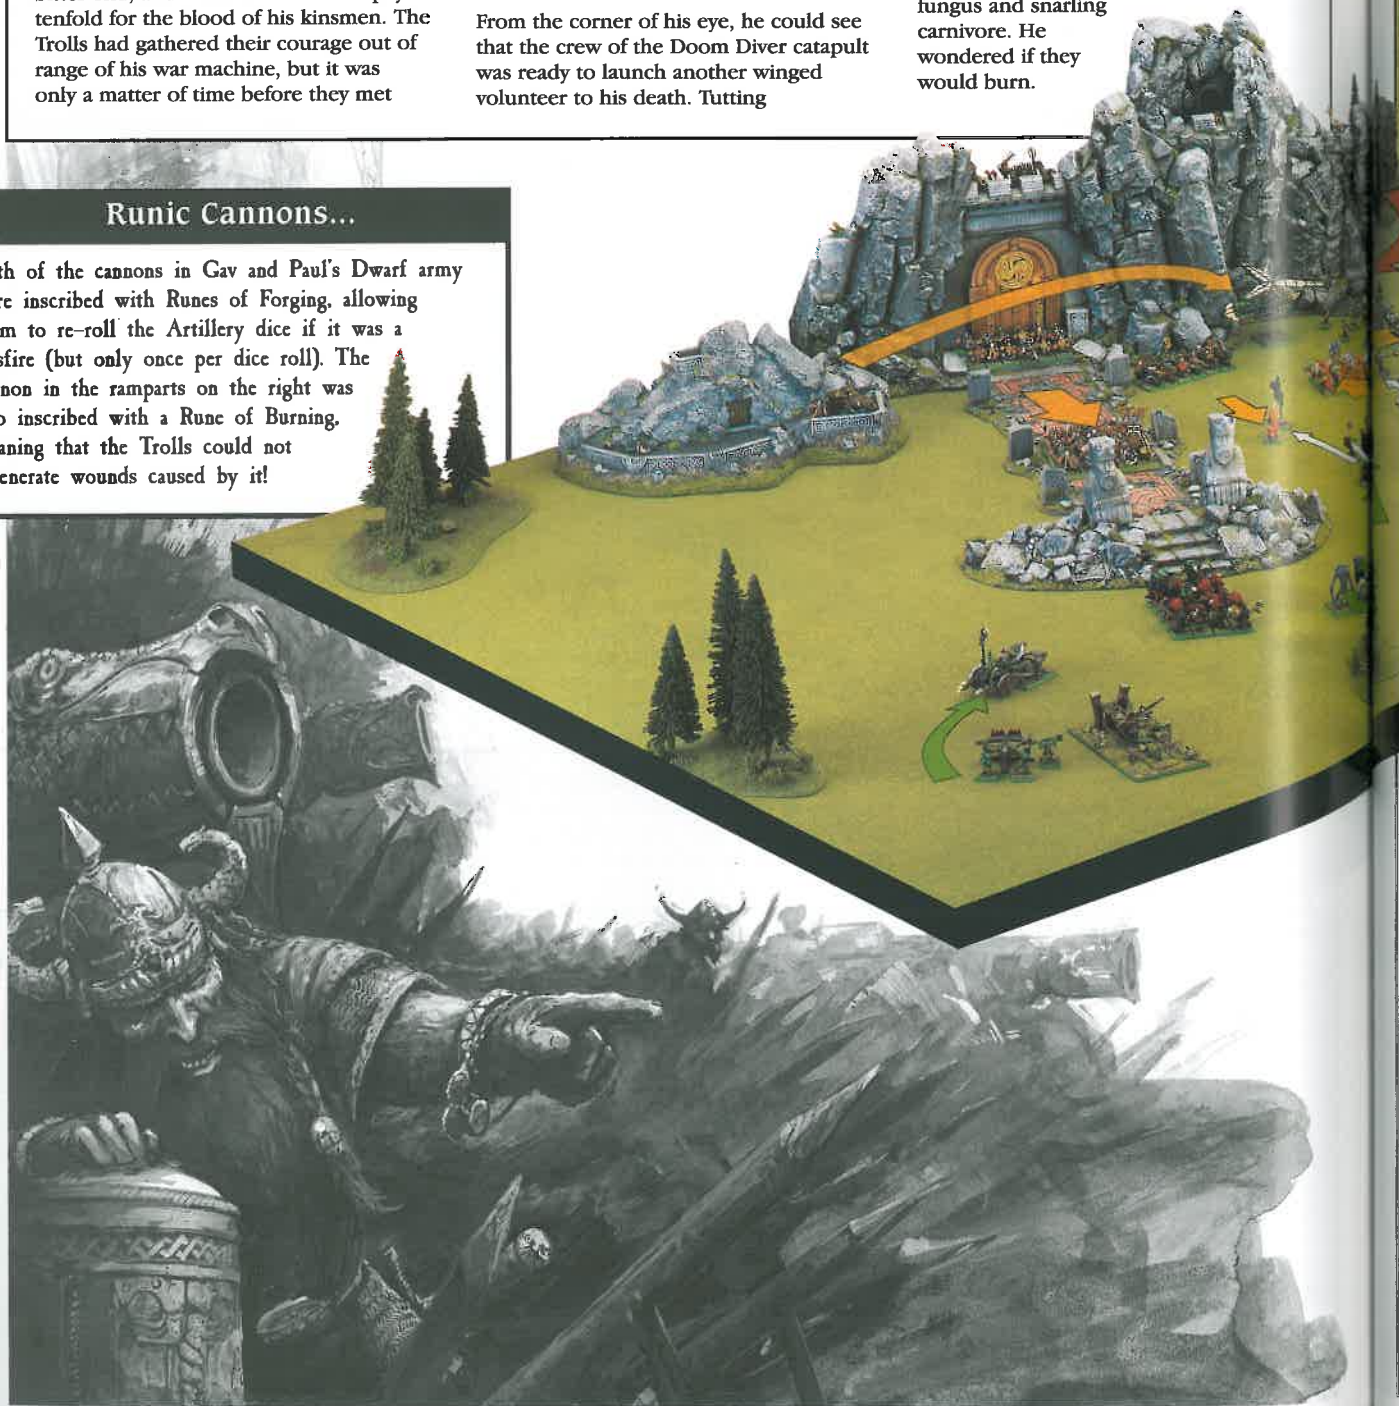 tenfold for the blood of his kinsmen. The
Trolls had gathered their courage out of
range of his war machine, but it was
only a matter of time before they met
From the corner of his eye, he could see
that the crew of the Doom Diver catapult
was ready to launch another winged
volunteer to his death. Tutting
fungus and snarling
carnivore. He
wondered if they
would burn.
Runic Cannons...
th of the cannons in Gav and Paul's Dwarf army
re inscribed with Runes of Forging, allowing
m to re-roll the Artillery dice if it was a
sfire (but only once per dice roll). The
non in the ramparts on the right was
o inscribed with a Rune of Burning,
aning that the Trolls could not
enerate wounds caused by it!